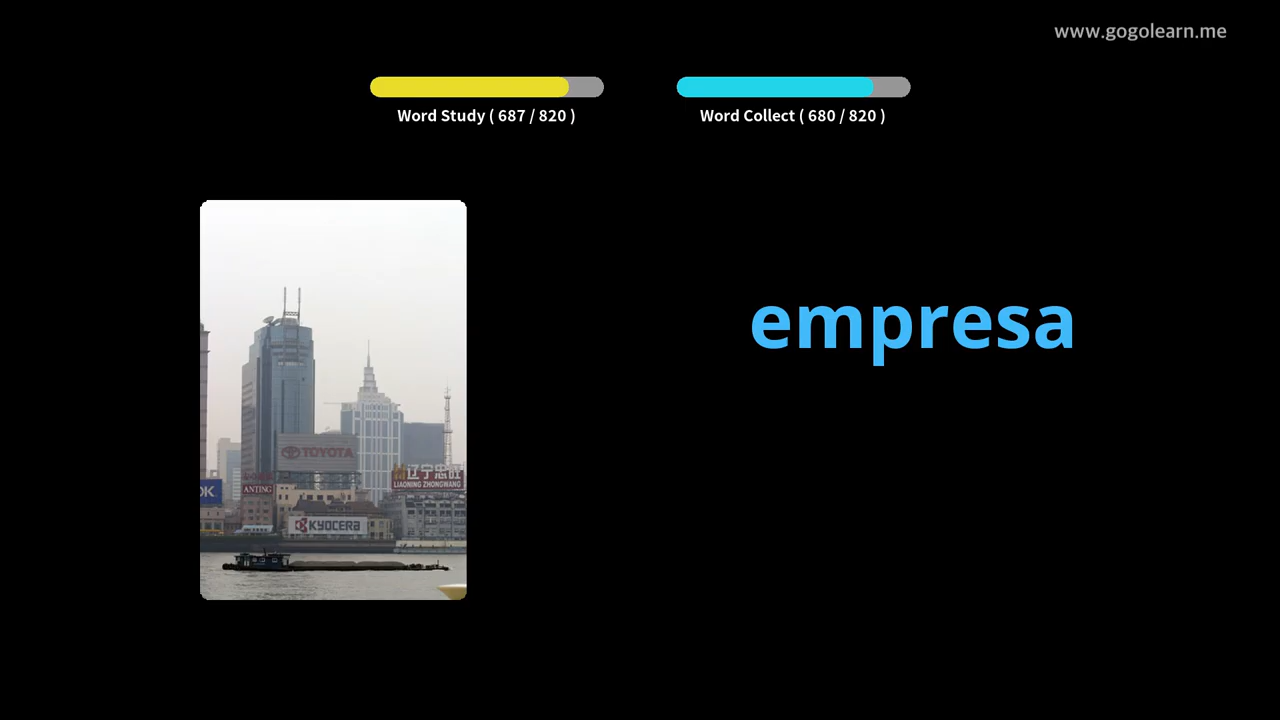 www.gogolearn.me
Word Study ( 687 / 820 )
Word Collect ( 680 / 820 )
empresa
TOYOTA
辽宁忠旺
LIAONING ZHONGWANG
OK
ANTING
KYOCERA